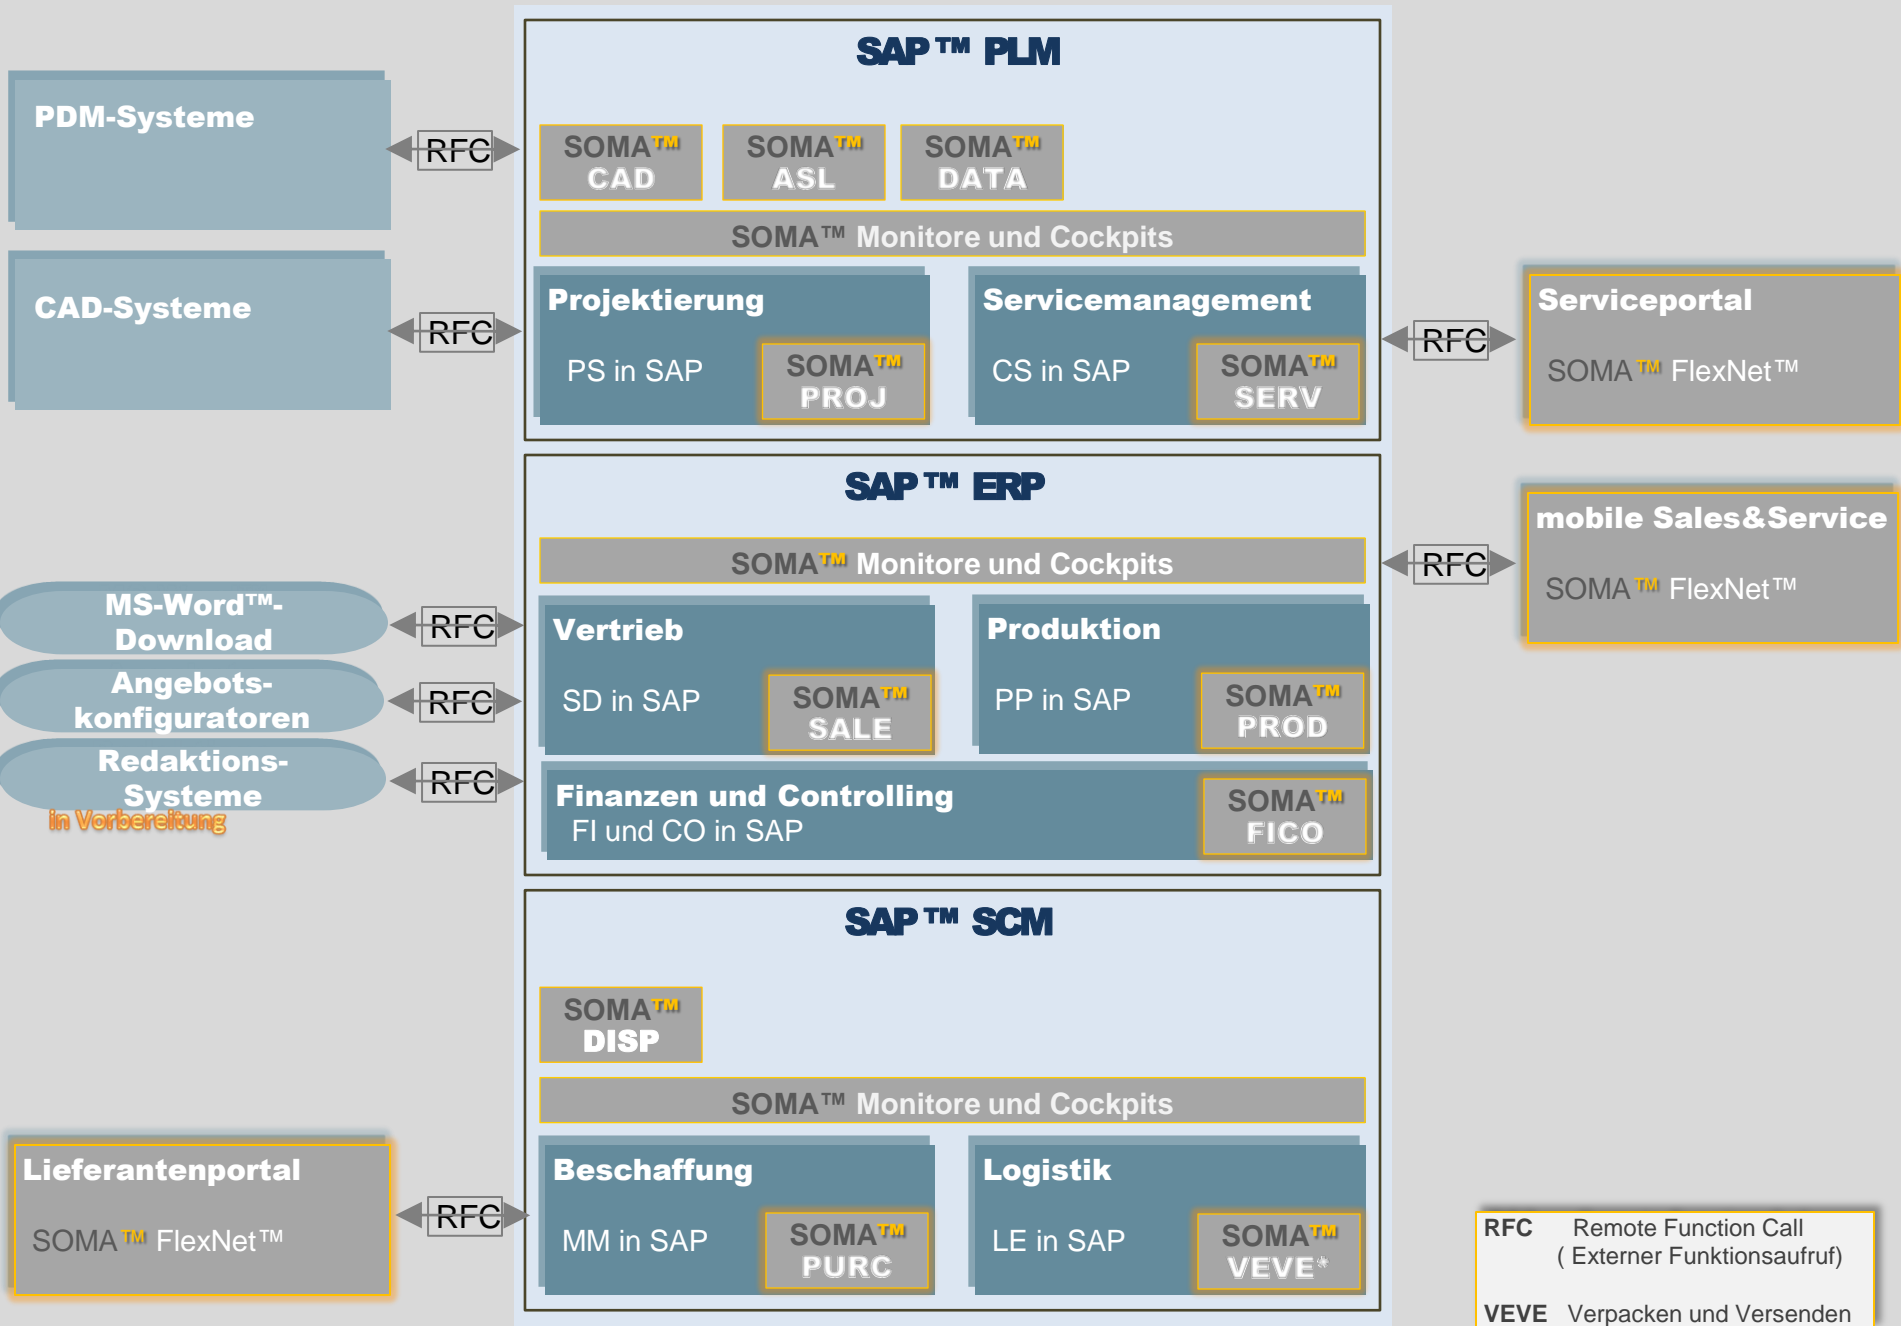 SAP™ PLM
PDM-Systeme
RFC
SOMA™
CAD
SOMA™
ASL
SOMA™
DATA
SOMA™ Monitore und Cockpits
CAD-Systeme
RFC
Projektierung
PS in SAP
SOMA™
PROJ
Servicemanagement
CS in SAP
SOMA™
SERV
RFC
Serviceportal
SOMA™ FlexNet™
SAP™ ERP
SOMA™ Monitore und Cockpits
RFC
mobile Sales&Service
SOMA™ FlexNet™
MS-Word™-
Download
RFC
Angebots-
konfiguratoren
RFC
Redaktions-
Systeme
in Vorbereitung
RFC
Vertrieb
SD in SAP
SOMA™
SALE
Produktion
PP in SAP
SOMA™
PROD
Finanzen und Controlling
FI und CO in SAP
SOMA™
FICO
SAP™ SCM
SOMA™
DISP
SOMA™ Monitore und Cockpits
Lieferantenportal
SOMA™ FlexNet™
RFC
Beschaffung
MM in SAP
SOMA™
PURC
Logistik
LE in SAP
SOMA™
VEVE*
RFC Remote Function Call
( Externer Funktionsaufruf)
VEVE Verpacken und Versenden